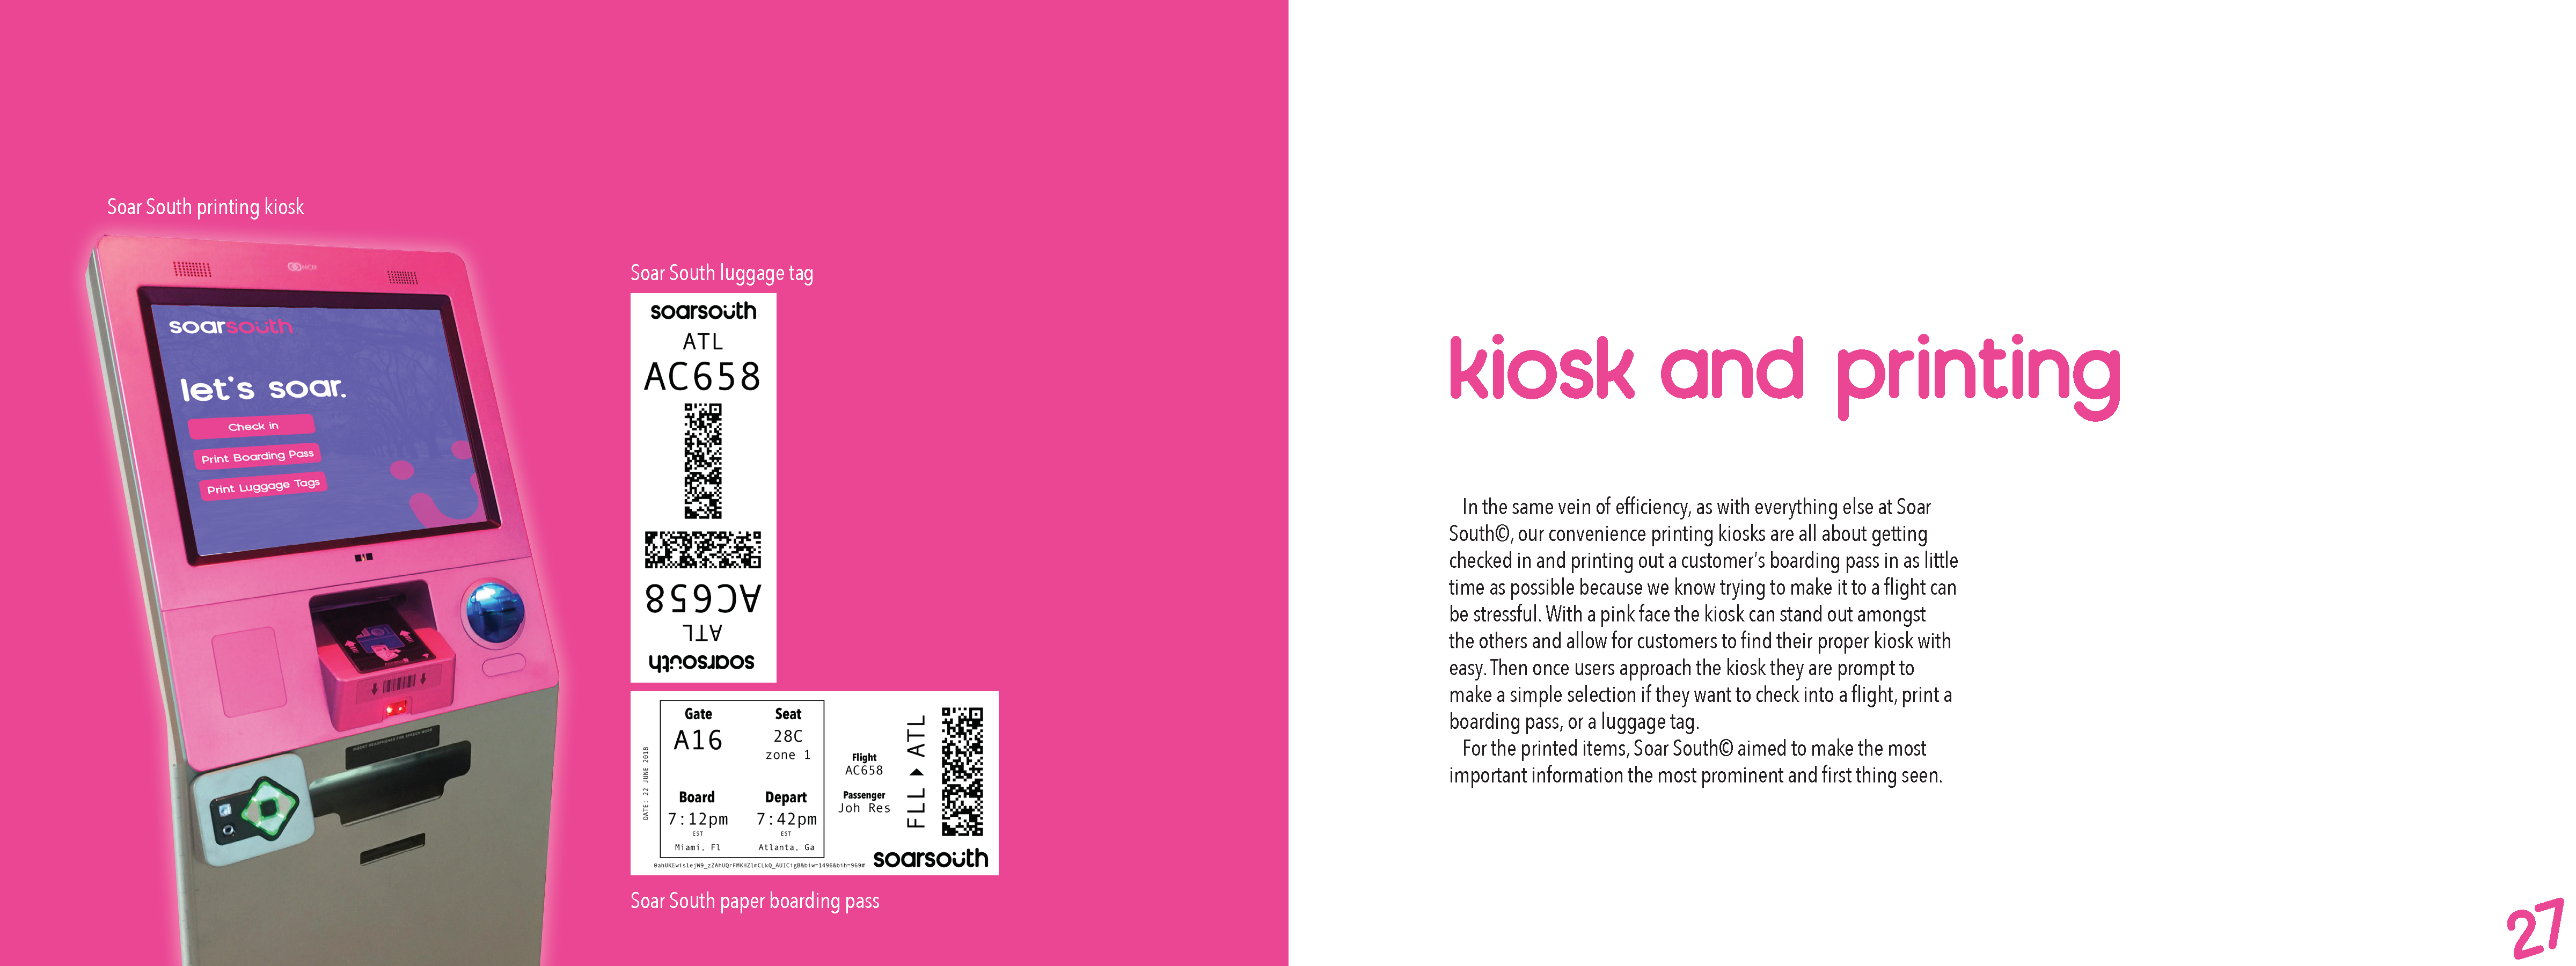 Soar South printing kiosk
NCR
soarsouth
let's soar.
Check in
Print Boarding Pass
Print Luggage Tags
Soar South luggage tag
soarsouth
ATL
AC658
AC658
ATL
soarsouth
Gate
A16
Seat
28C
zone 1
Board
7:12pm
EST
Miami, Fl
Depart
7:42pm
EST
Atlanta, Ga
DATE: 22 JUNE 2018
Flight
AC658
Passenger
Joh Res
FLL ▸ ATL
soarsouth
Soar South paper boarding pass
kiosk and printing
In the same vein of efficiency, as with everything else at Soar
South©, our convenience printing kiosks are all about getting
checked in and printing out a customer's boarding pass in as little
time as possible because we know trying to make it to a flight can
be stressful. With a pink face the kiosk can stand out amongst
the others and allow for customers to find their proper kiosk with
easy. Then once users approach the kiosk they are prompt to
make a simple selection if they want to check into a flight, print a
boarding pass, or a luggage tag.
For the printed items, Soar South© aimed to make the most
important information the most prominent and first thing seen.
27